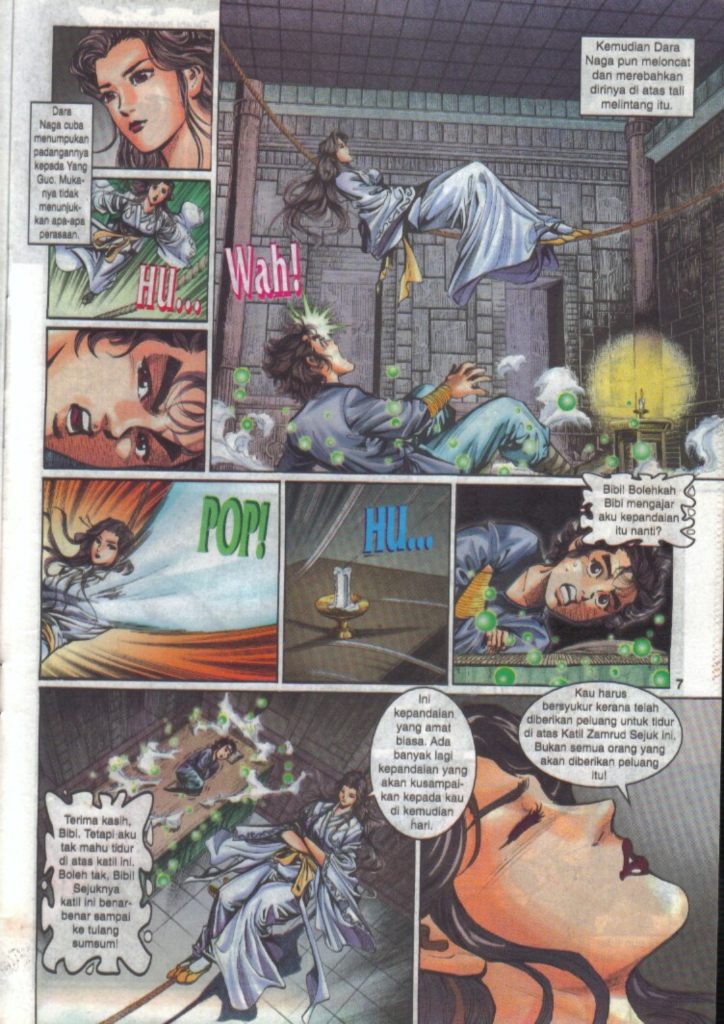 Dara
Naga cuba
menumpukan
padangannya
kepada Yang
Guo. Muka-
nya tidak
menunjuk-
kan apa-apa
perasaan.
HU...
Kemudian Dara
Naga pun meloncat
dan merebahkan
dirinya di atas tali
melintang itu.
Wah!
POP!
HU...
Bibi! Bolehkah
Bibi mengajar
aku kepandaian
itu nanti?
7
Terima kasih,
Bibi. Tetapi aku
tak mahu tidur
di atas katil ini.
Boleh tak, Bibi!
Sejuknya
katil ini benar-
benar sampai
ke tulang
sumsum!
Ini
kepandaian
yang amat
biasa. Ada
banyak lagi
kepandaian yang
akan kusampai-
kan kepada kau
di kemudian
hari.
Kau harus
bersyukur kerana telah
diberikan peluang untuk tidur
di atas Katil Zamrud Sejuk ini.
Bukan semua orang yang
akan diberikan peluang
itu!